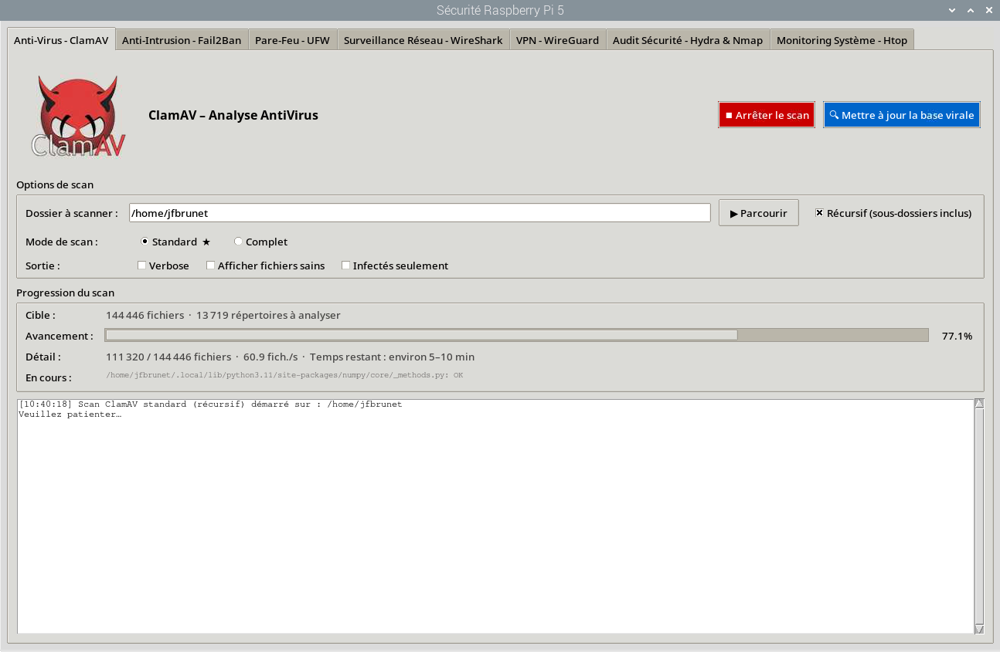 Sécurité Raspberry Pi 5
Anti-Virus - ClamAV Anti-Intrusion - Fail2Ban Pare-Feu - UFW Surveillance Réseau - WireShark VPN - WireGuard Audit Sécurité - Hydra & Nmap Monitoring Système - Htop
ClamAV
ClamAV – Analyse AntiVirus
■ Arrêter le scan 🔍 Mettre à jour la base virale
Options de scan
Dossier à scanner : /home/jfbrunet ▶ Parcourir Récursif (sous-dossiers inclus)
Mode de scan : Standard ★ Complet
Sortie : Verbose Afficher fichiers sains Infectés seulement
Progression du scan
Cible : 144 446 fichiers · 13 719 répertoires à analyser
Avancement : 77.1%
Détail : 111 320 / 144 446 fichiers · 60.9 fich./s · Temps restant : environ 5–10 min
En cours : /home/jfbrunet/.local/lib/python3.11/site-packages/numpy/core/_methods.py: OK
[10:40:18] Scan ClamAV standard (récursif) démarré sur : /home/jfbrunet
Veuillez patienter…